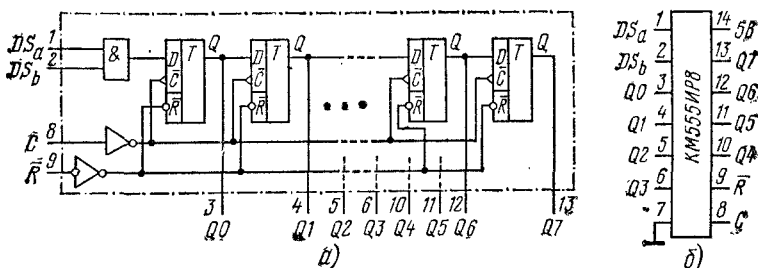 DSa 1
DSb 2
&
D T Q
C̄
R̄
D T Q
C̄
R̄
D T Q
C̄
R̄
D T Q
C̄
R̄
C̄ 8
R̄ 9
3 4 5 6 10 11 12 13
Q0 Q1 Q2 Q3 Q4 Q5 Q6 Q7
а)
КМ555ИР8
DSa 1
DSb 2
Q0 3
Q1 4
Q2 5
Q3 6
7
14 5В
13 Q7
12 Q6
11 Q5
10 Q4
9 R̄
8 C
б)